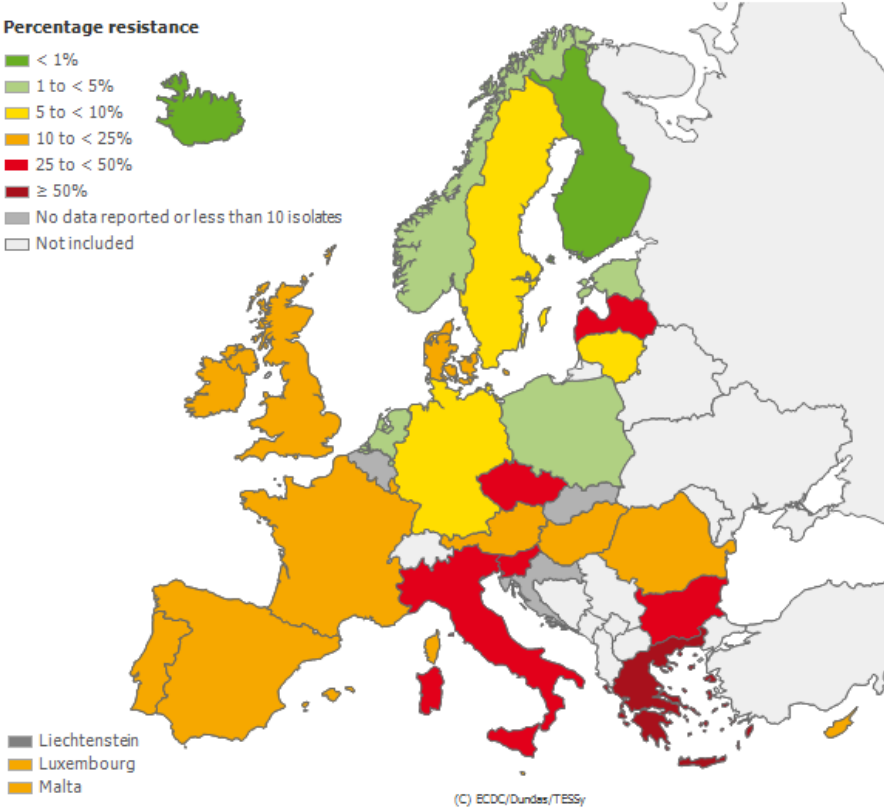 Percentage resistance
< 1%
1 to < 5%
5 to < 10%
10 to < 25%
25 to < 50%
≥ 50%
No data reported or less than 10 isolates
Not included
Liechtenstein
Luxembourg
Malta
(C) ECDC/Dundas/TESSy